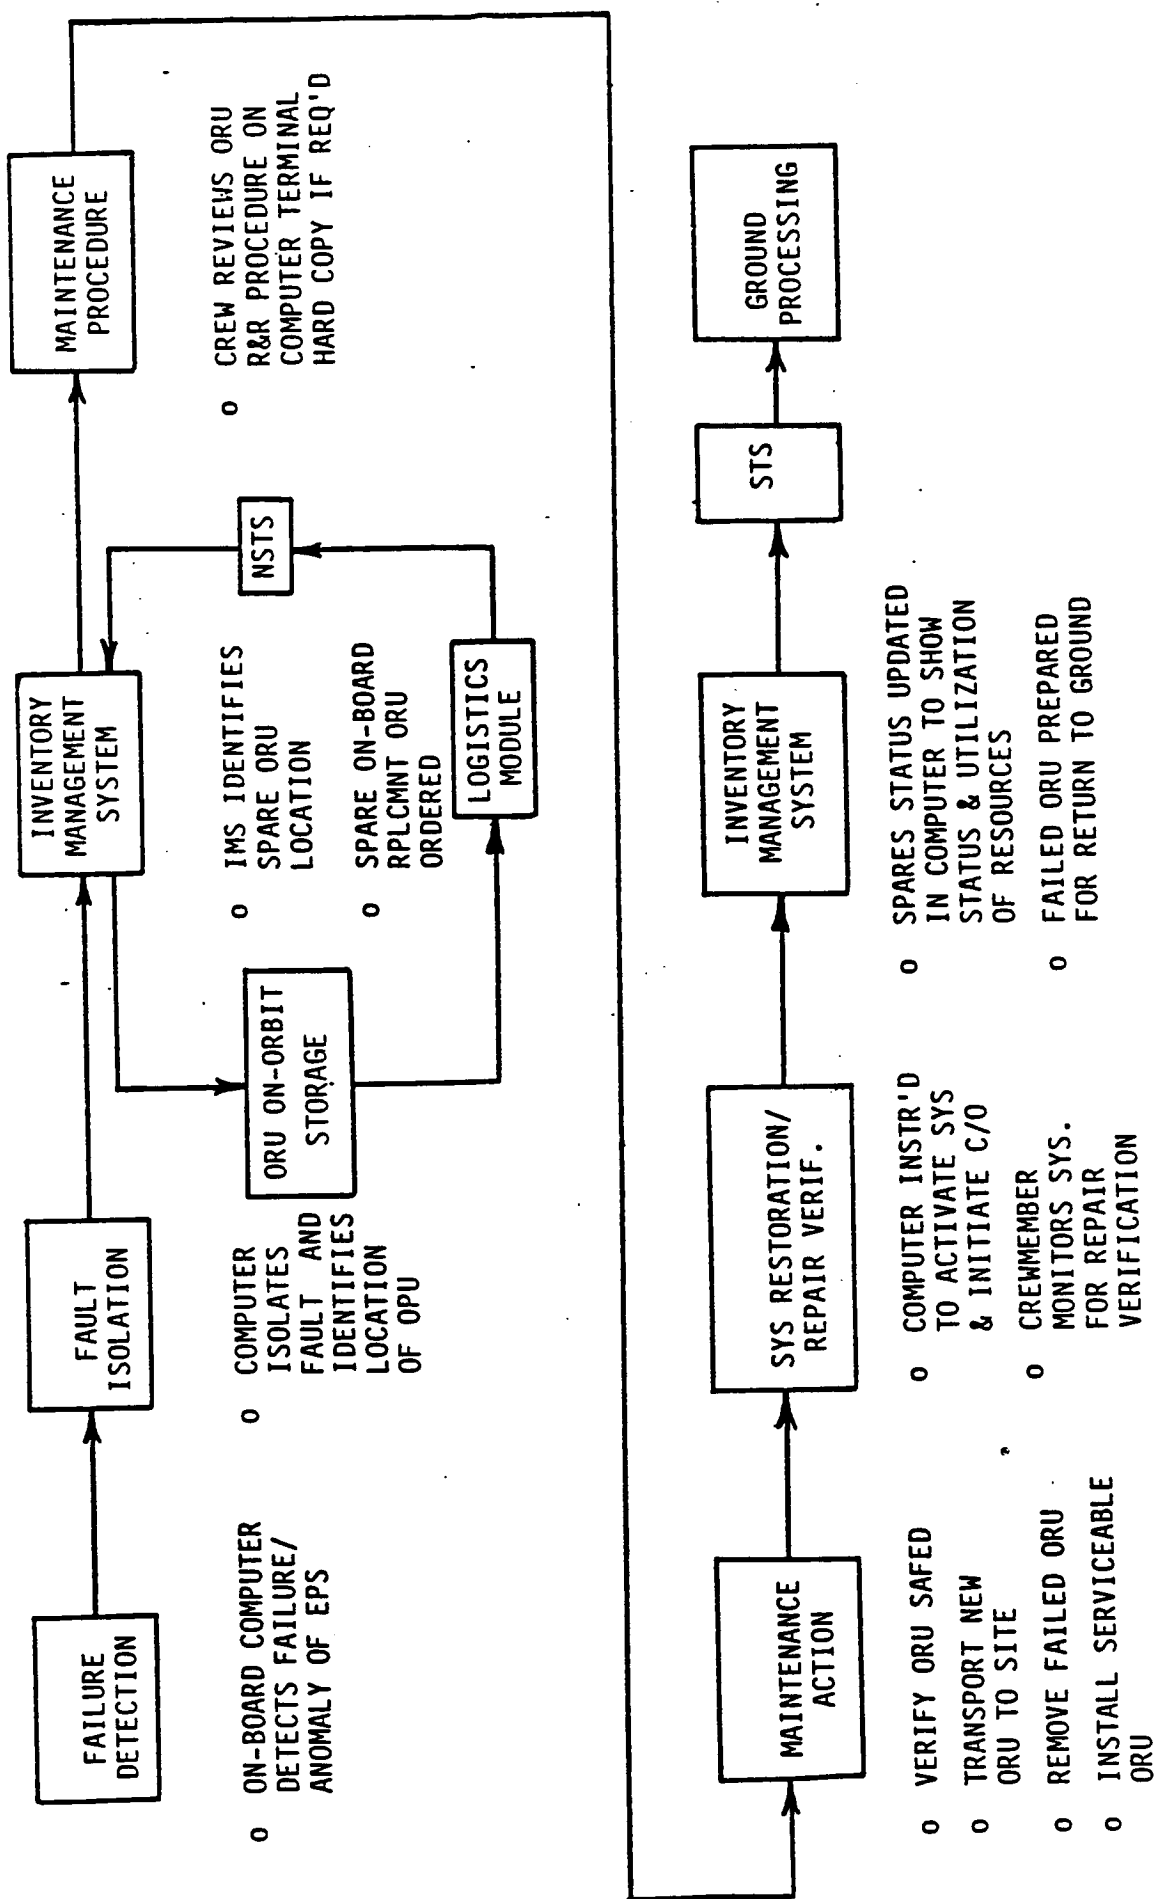 FAILURE
DETECTION
o ON-BOARD COMPUTER
DETECTS FAILURE/
ANOMALY OF EPS
FAULT
ISOLATION
o COMPUTER
ISOLATES
FAULT AND
IDENTIFIES
LOCATION
OF OPU
INVENTORY
MANAGEMENT
SYSTEM
ORU ON-ORBIT
STORAGE
o IMS IDENTIFIES
SPARE ORU
LOCATION
o SPARE ON-BOARD
RPLCMNT ORU
ORDERED
LOGISTICS
MODULE
NSTS
MAINTENANCE
PROCEDURE
o CREW REVIEWS ORU
R&R PROCEDURE ON
COMPUTER TERMINAL
HARD COPY IF REQ'D
MAINTENANCE
ACTION
o VERIFY ORU SAFED
o TRANSPORT NEW
ORU TO SITE
o REMOVE FAILED ORU
o INSTALL SERVICEABLE
ORU
SYS RESTORATION/
REPAIR VERIF.
o COMPUTER INSTR'D
TO ACTIVATE SYS
& INITIATE C/O
o CREWMEMBER
MONITORS SYS.
FOR REPAIR
VERIFICATION
INVENTORY
MANAGEMENT
SYSTEM
o SPARES STATUS UPDATED
IN COMPUTER TO SHOW
STATUS & UTILIZATION
OF RESOURCES
o FAILED ORU PREPARED
FOR RETURN TO GROUND
STS
GROUND
PROCESSING